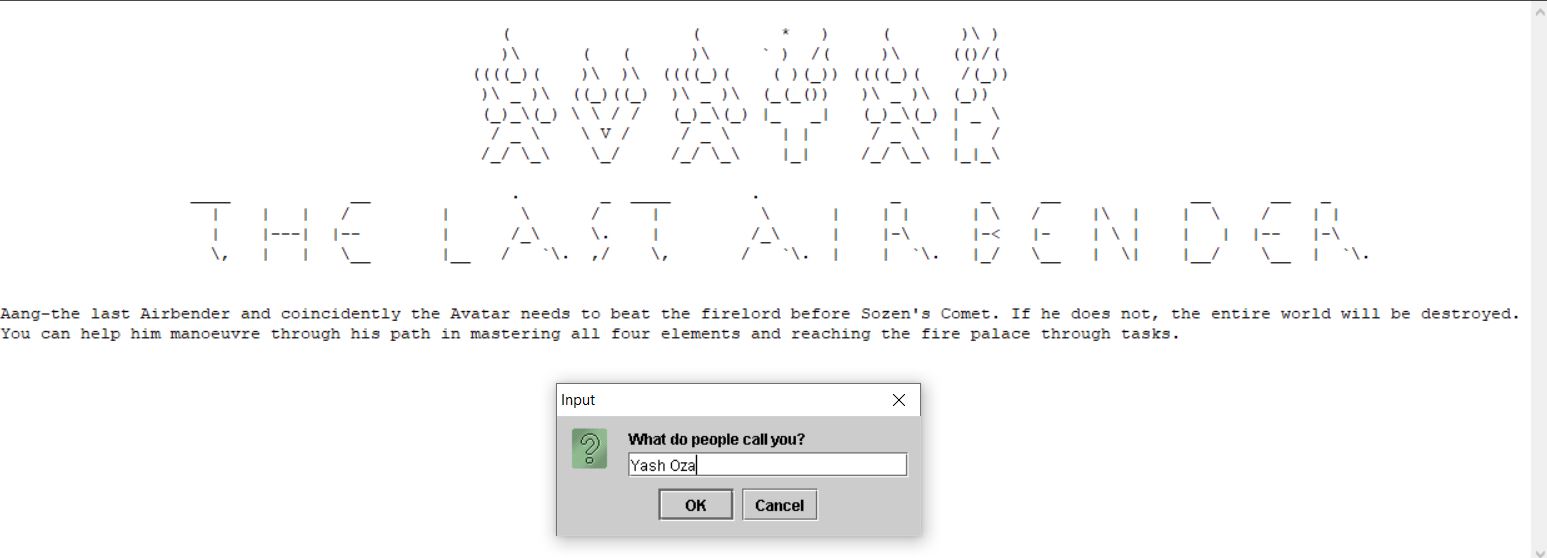 AVATAR
THE LAST AIRBENDER
Aang-the last Airbender and coincidently the Avatar needs to beat the firelord before Sozen's Comet. If he does not, the entire world will be destroyed.
You can help him manoeuvre through his path in mastering all four elements and reaching the fire palace through tasks.
Input
What do people call you?
Yash Oza
OK Cancel